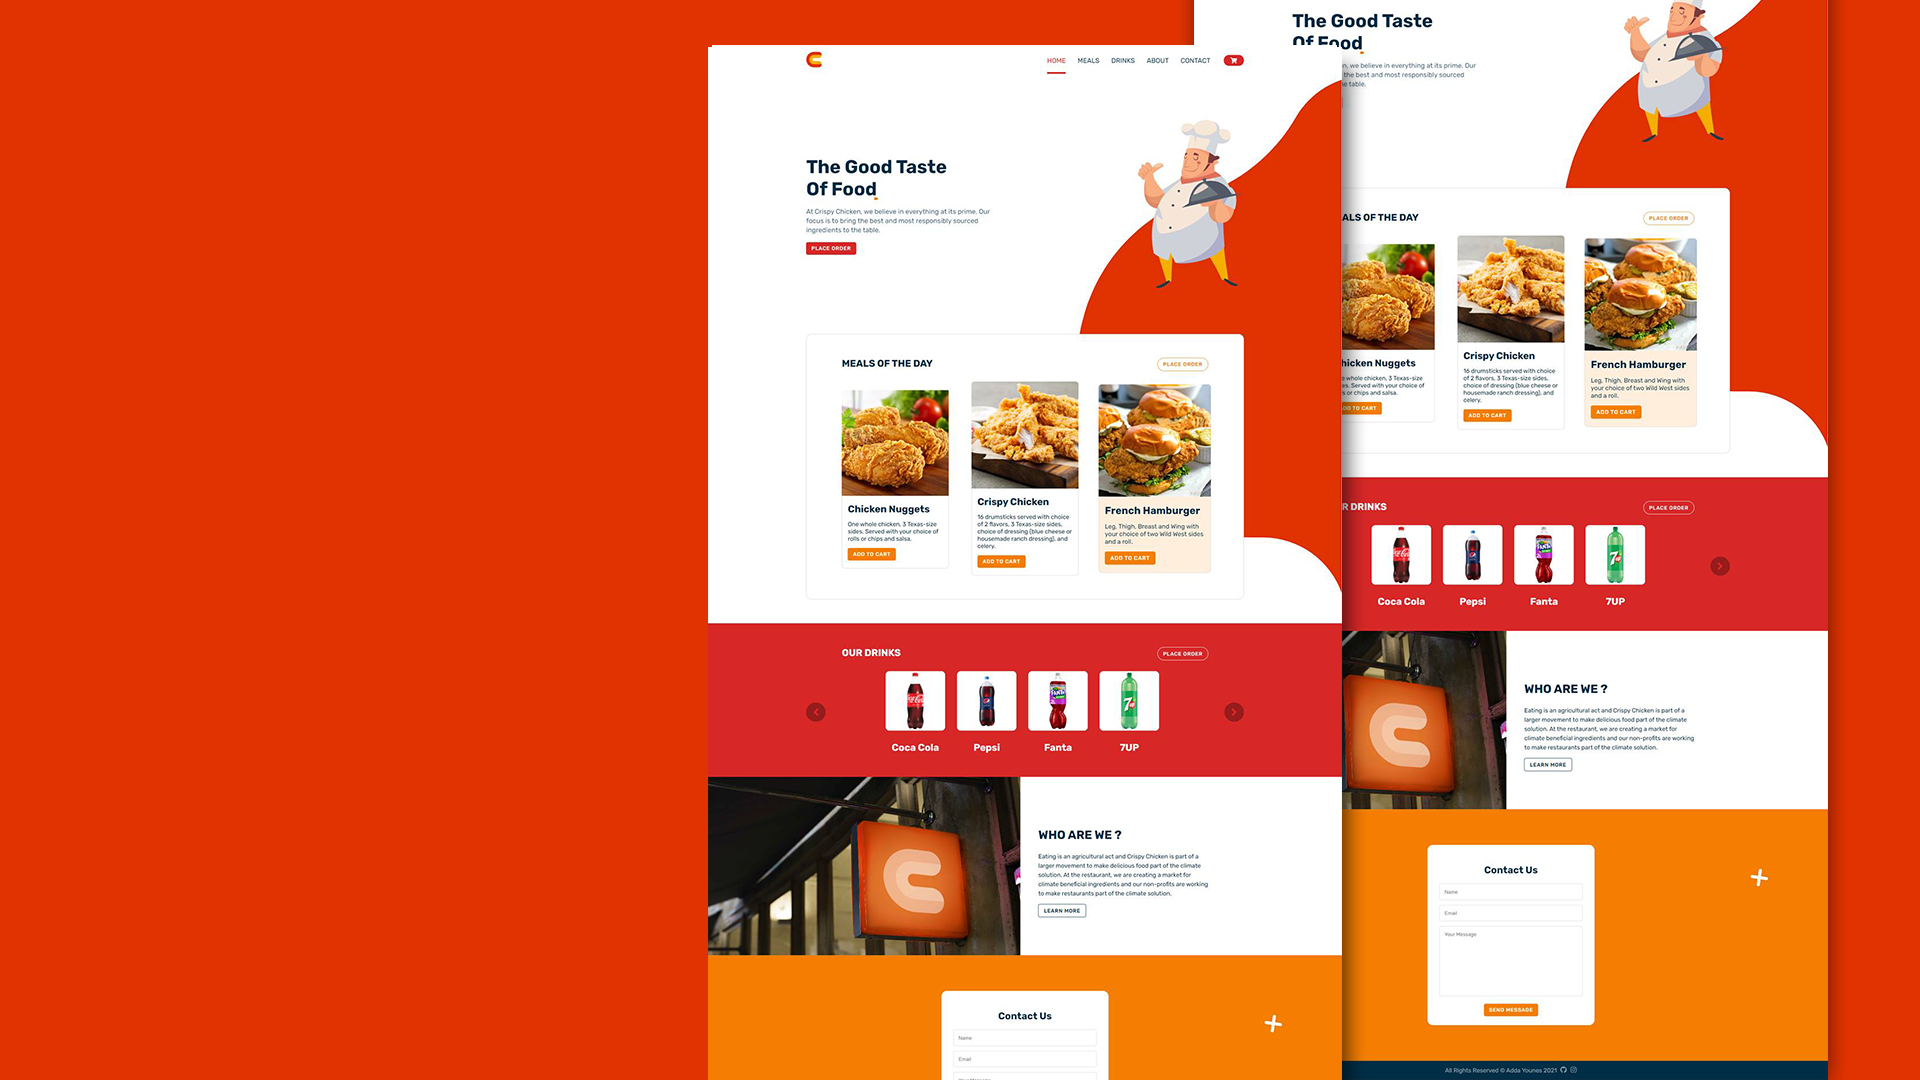 HOME MEALS DRINKS ABOUT CONTACT
The Good Taste
Of Food
At Crispy Chicken, we believe in everything at its prime. Our
focus is to bring the best and most responsibly sourced
ingredients to the table.
PLACE ORDER
MEALS OF THE DAY
PLACE ORDER
Chicken Nuggets
One whole chicken, 3 Texas-size
sides, Served with your choice of
rolls or chips and salsa.
ADD TO CART
Crispy Chicken
16 drumsticks served with choice
of 2 flavors, 3 Texas-size sides,
choice of dressing (blue cheese or
housemade ranch dressing), and
celery.
ADD TO CART
French Hamburger
Leg, Thigh, Breast and Wing with
your choice of two Wild West sides
and a roll.
ADD TO CART
OUR DRINKS
PLACE ORDER
Coca Cola
Pepsi
Fanta
7UP
WHO ARE WE ?
Eating is an agricultural act and Crispy Chicken is part of a
larger movement to make delicious food part of the climate
solution. At the restaurant, we are creating a market for
climate beneficial ingredients and our non-profits are working
to make restaurants part of the climate solution.
LEARN MORE
Contact Us
Name
Email
The Good Taste
Of Food
we believe in everything at its prime. Our
the best and most responsibly sourced
table.
ALS OF THE DAY
PLACE ORDER
hicken Nuggets
whole chicken, 3 Texas-size
s, Served with your choice of
or chips and salsa.
DD TO CART
Crispy Chicken
16 drumsticks served with choice
of 2 flavors, 3 Texas-size sides,
choice of dressing (blue cheese or
housemade ranch dressing), and
celery.
ADD TO CART
French Hamburger
Leg, Thigh, Breast and Wing with
your choice of two Wild West sides
and a roll.
ADD TO CART
R DRINKS
PLACE ORDER
Coca Cola
Pepsi
Fanta
7UP
WHO ARE WE ?
Eating is an agricultural act and Crispy Chicken is part of a
larger movement to make delicious food part of the climate
solution. At the restaurant, we are creating a market for
climate beneficial ingredients and our non-profits are working
to make restaurants part of the climate solution.
LEARN MORE
Contact Us
Name
Email
Your Message
SEND MESSAGE
All Rights Reserved © Adda Younes 2021